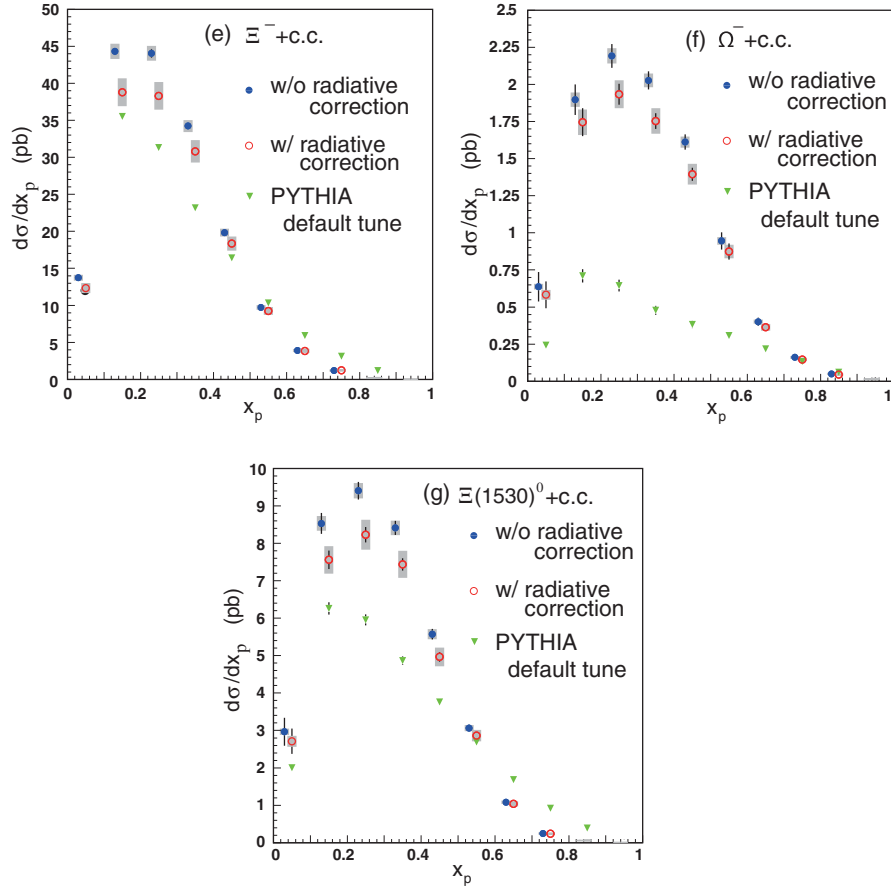 (e) Ξ⁻+c.c.
50
45
40
35
30
25
20
15
10
5
0
w/o radiative
correction
w/ radiative
correction
PYTHIA
default tune
dσ/dx_p (pb)
0 0.2 0.4 0.6 0.8 1
x_p
(f) Ω⁻+c.c.
2.5
2.25
2
1.75
1.5
1.25
1
0.75
0.5
0.25
0
w/o radiative
correction
w/ radiative
correction
PYTHIA
default tune
dσ/dx_p (pb)
0 0.2 0.4 0.6 0.8 1
x_p
(g) Ξ(1530)⁰+c.c.
10
9
8
7
6
5
4
3
2
1
0
w/o radiative
correction
w/ radiative
correction
PYTHIA
default tune
dσ/dx_p (pb)
0 0.2 0.4 0.6 0.8 1
x_p